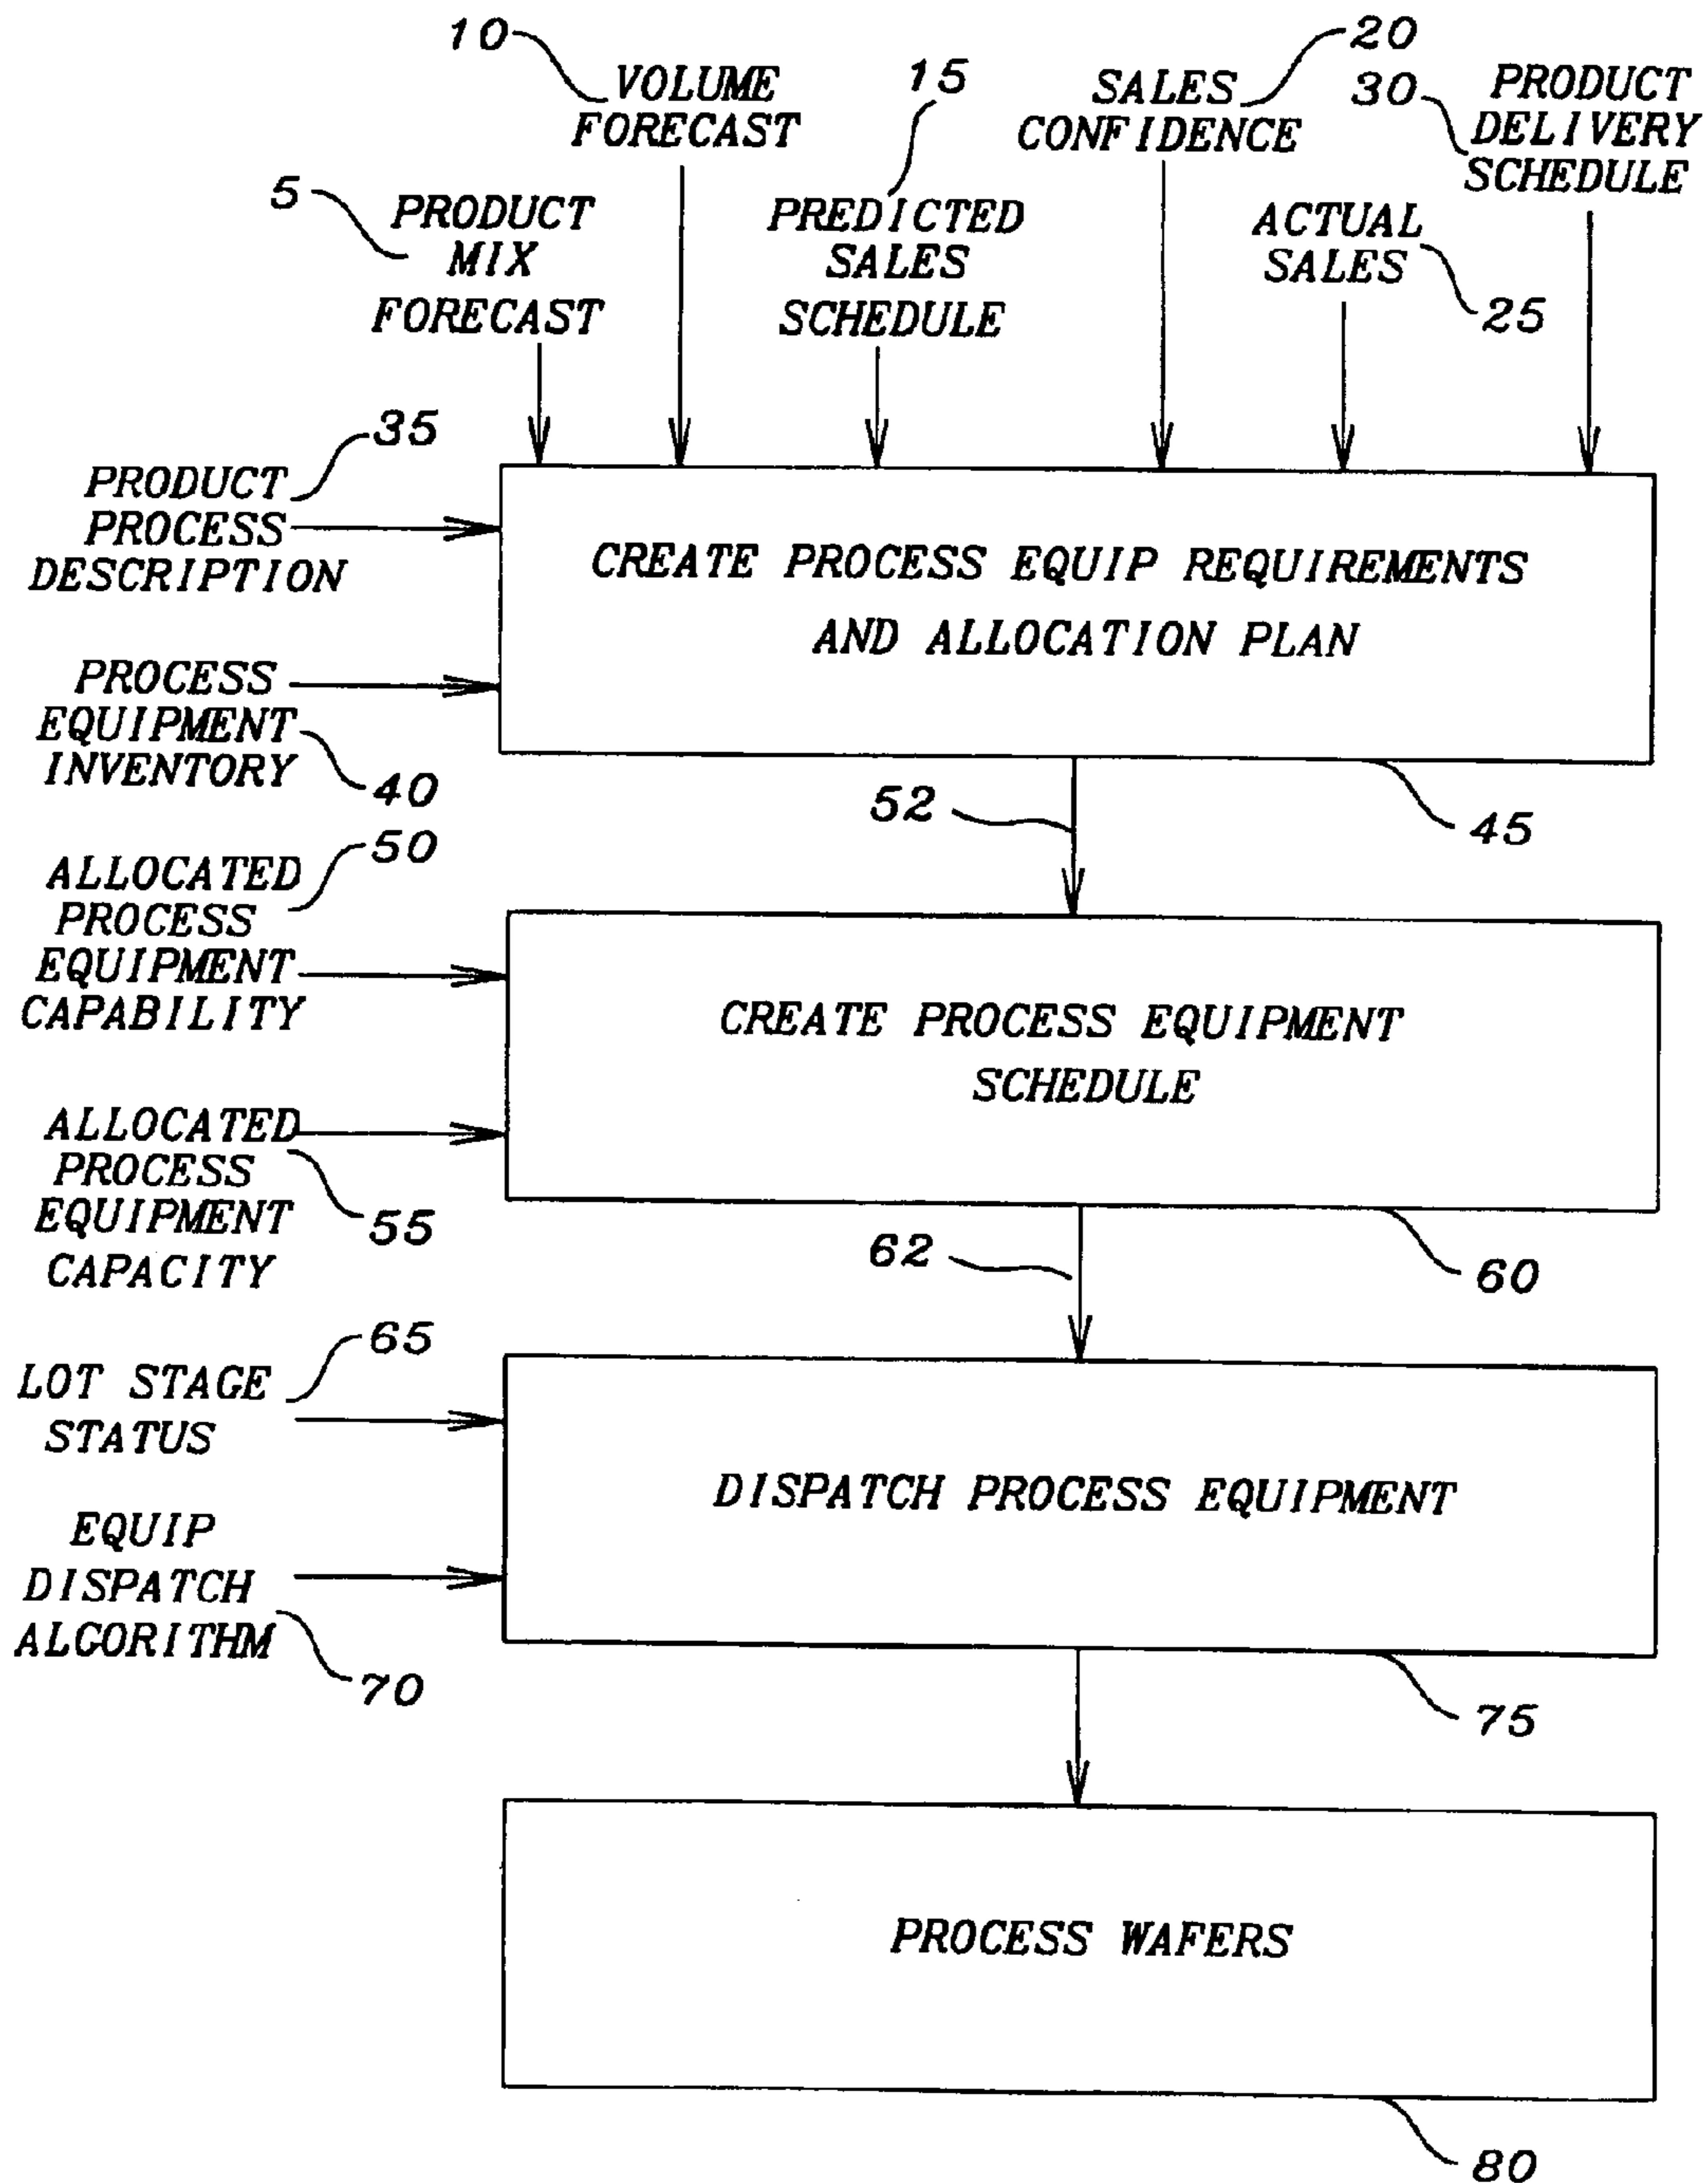 10
VOLUME
FORECAST
15
SALES
CONFIDENCE
20
30
PRODUCT
DELIVERY
SCHEDULE
5
PRODUCT
MIX
FORECAST
PREDICTED
SALES
SCHEDULE
ACTUAL
SALES
25
35
PRODUCT
PROCESS
DESCRIPTION
CREATE PROCESS EQUIP REQUIREMENTS
AND ALLOCATION PLAN
PROCESS
EQUIPMENT
INVENTORY
40
52
45
50
ALLOCATED
PROCESS
EQUIPMENT
CAPABILITY
CREATE PROCESS EQUIPMENT
SCHEDULE
ALLOCATED
PROCESS
EQUIPMENT
CAPACITY
55
62
60
65
LOT STAGE
STATUS
DISPATCH PROCESS EQUIPMENT
EQUIP
DISPATCH
ALGORITHM
70
75
PROCESS WAFERS
80